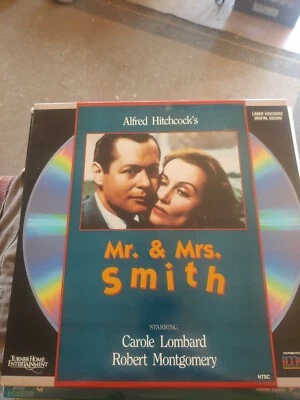 Alfred Hitchcock's
LASER VIDEODISC
DIGITAL SOUND
Mr. & Mrs.
Smith
STARRING
Carole Lombard
Robert Montgomery
TURNER HOME
ENTERTAINMENT
NTSC